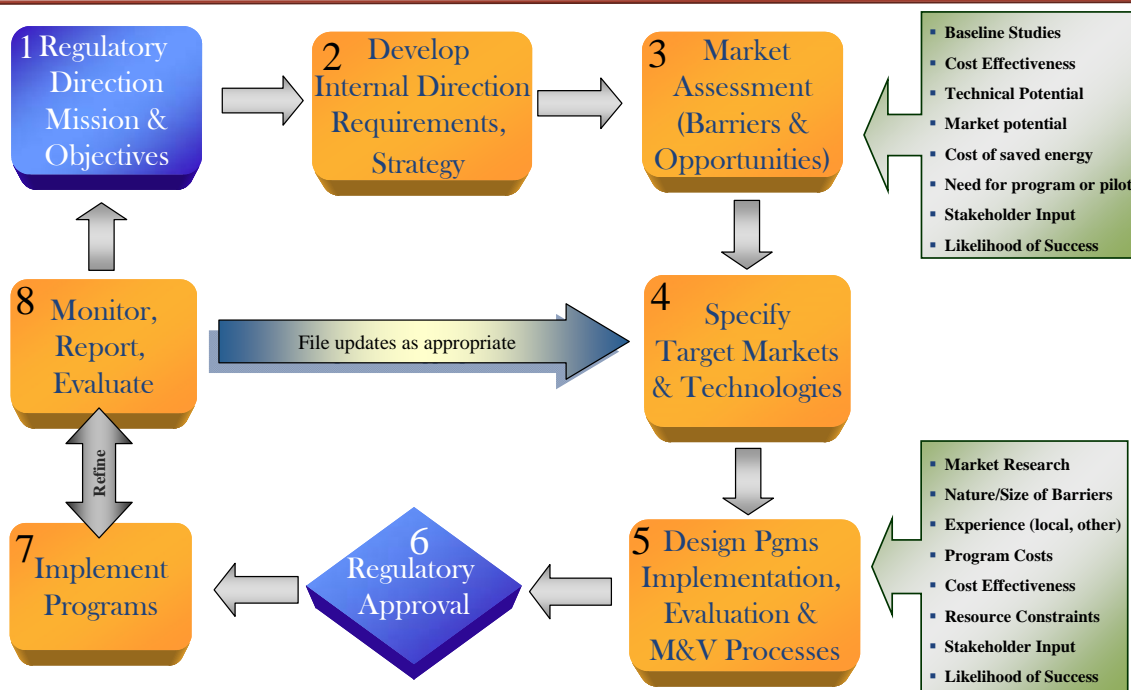 1 Regulatory
Direction
Mission &
Objectives
2 Develop
Internal Direction
Requirements,
Strategy
3 Market
Assessment
(Barriers &
Opportunities)
▪ Baseline Studies
▪ Cost Effectiveness
▪ Technical Potential
▪ Market potential
▪ Cost of saved energy
▪ Need for program or pilot
▪ Stakeholder Input
▪ Likelihood of Success
8 Monitor,
Report,
Evaluate
File updates as appropriate
4 Specify
Target Markets
& Technologies
Refine
7 Implement
Programs
6
Regulatory
Approval
5 Design Pgms
Implementation,
Evaluation &
M&V Processes
▪ Market Research
▪ Nature/Size of Barriers
▪ Experience (local, other)
▪ Program Costs
▪ Cost Effectiveness
▪ Resource Constraints
▪ Stakeholder Input
▪ Likelihood of Success